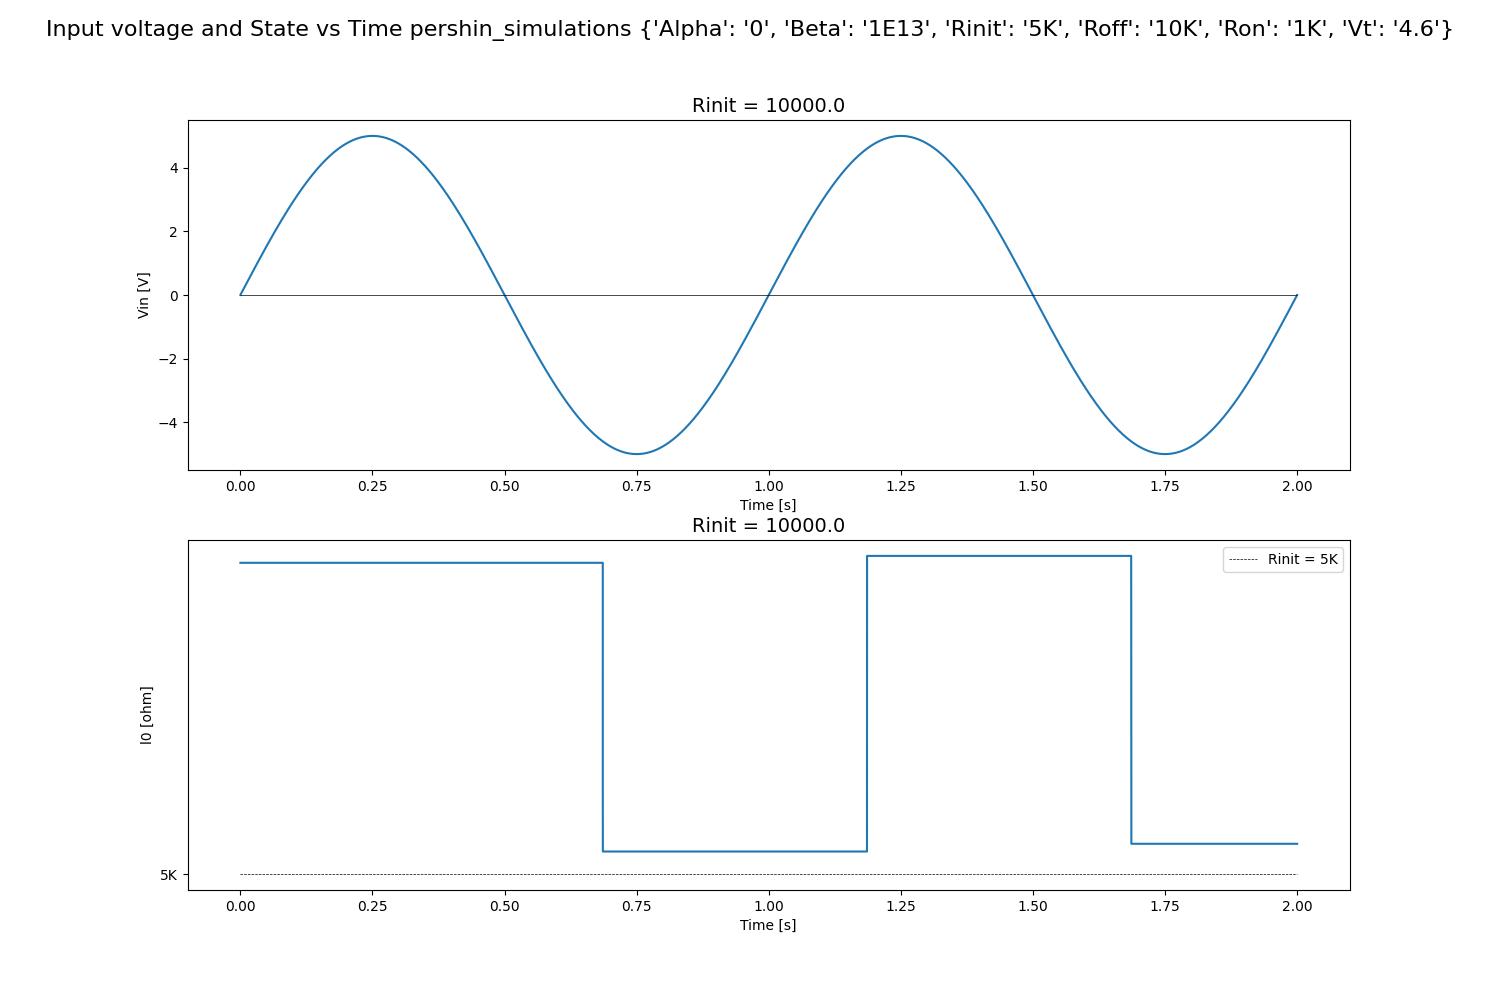 Input voltage and State vs Time pershin_simulations {'Alpha': '0', 'Beta': '1E13', 'Rinit': '5K', 'Roff': '10K', 'Ron': '1K', 'Vt': '4.6'}
Rinit = 10000.0
4
2
0
−2
−4
Vin [V]
0.00 0.25 0.50 0.75 1.00 1.25 1.50 1.75 2.00
Time [s]
Rinit = 10000.0
Rinit = 5K
l0 [ohm]
5K
0.00 0.25 0.50 0.75 1.00 1.25 1.50 1.75 2.00
Time [s]